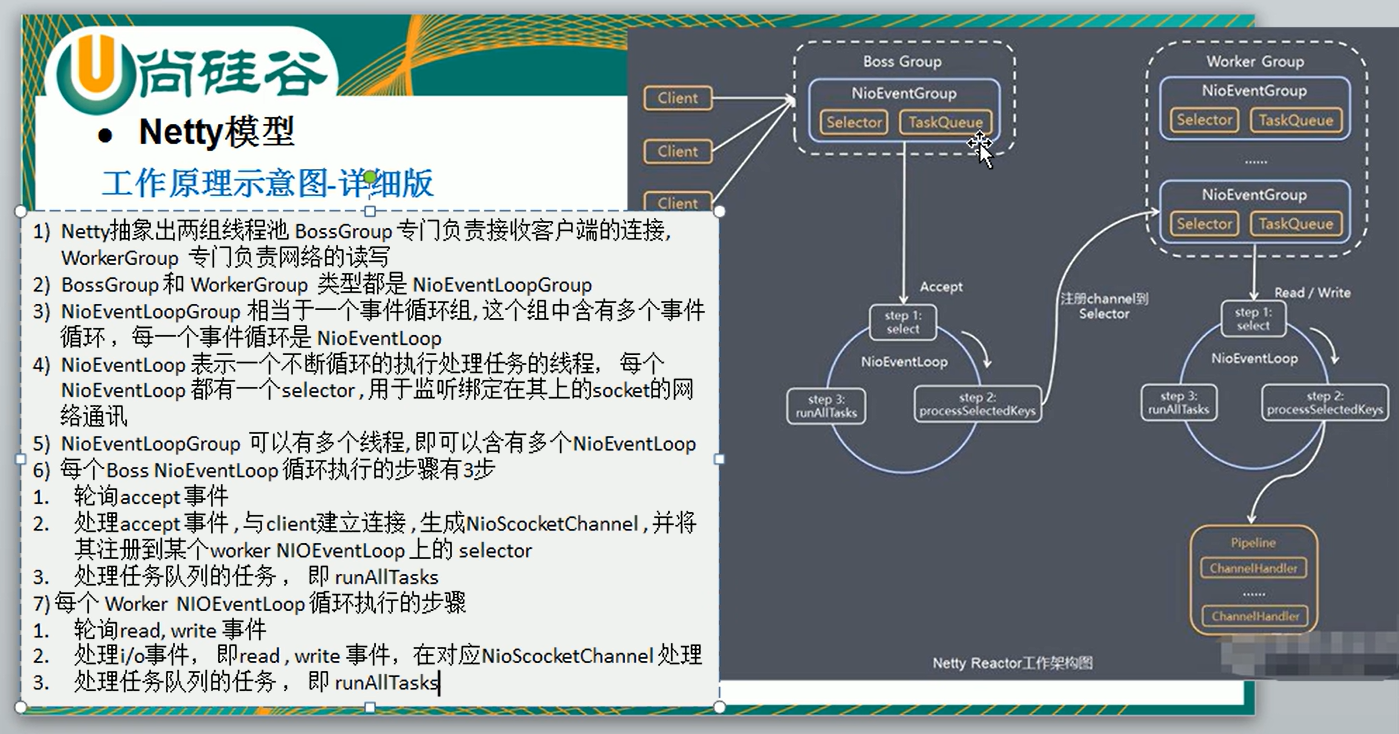 尚硅谷
● Netty模型
工作原理示意图-详细版
1) Netty抽象出两组线程池 BossGroup 专门负责接收客户端的连接,
WorkerGroup 专门负责网络的读写
2) BossGroup 和 WorkerGroup 类型都是 NioEventLoopGroup
3) NioEventLoopGroup 相当于一个事件循环组, 这个组中含有多个事件
循环 ，每一个事件循环是 NioEventLoop
4) NioEventLoop 表示一个不断循环的执行处理任务的线程， 每个
NioEventLoop 都有一个selector , 用于监听绑定在其上的socket的网
络通讯
5) NioEventLoopGroup 可以有多个线程, 即可以含有多个NioEventLoop
6) 每个Boss NioEventLoop 循环执行的步骤有3步
1. 轮询accept 事件
2. 处理accept 事件 , 与client建立连接 , 生成NioScocketChannel , 并将
其注册到某个worker NIOEventLoop 上的 selector
3. 处理任务队列的任务 ， 即 runAllTasks
7) 每个 Worker NIOEventLoop 循环执行的步骤
1. 轮询read, write 事件
2. 处理i/o事件， 即read , write 事件，在对应NioScocketChannel 处理
3. 处理任务队列的任务 ， 即 runAllTasks
Client
Client
Client
Boss Group
NioEventGroup
Selector
TaskQueue
Accept
step 1:
select
NioEventLoop
step 2:
processSelectedKeys
step 3:
runAllTasks
注册channel到
Selector
Worker Group
NioEventGroup
Selector
TaskQueue
......
NioEventGroup
Selector
TaskQueue
Read / Write
step 1:
select
NioEventLoop
step 2:
processSelectedKeys
step 3:
runAllTasks
Pipeline
ChannelHandler
......
ChannelHandler
Netty Reactor工作架构图